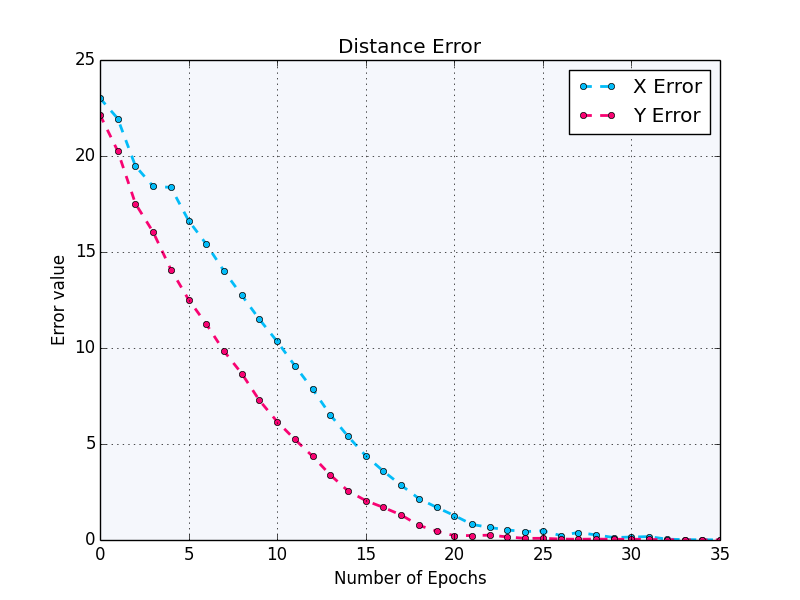 Distance Error
X Error
Y Error
25
20
15
10
5
0
Error value
0 5 10 15 20 25 30 35
Number of Epochs